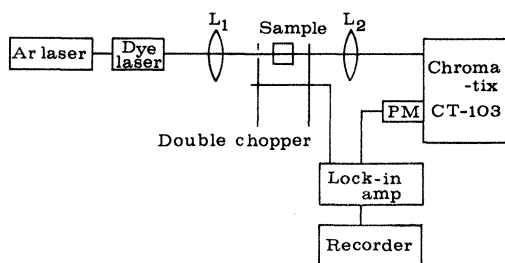 Ar laser
Dye
laser
L1
Sample
L2
Double chopper
Chroma
-tix
CT-103
PM
Lock-in
amp
Recorder